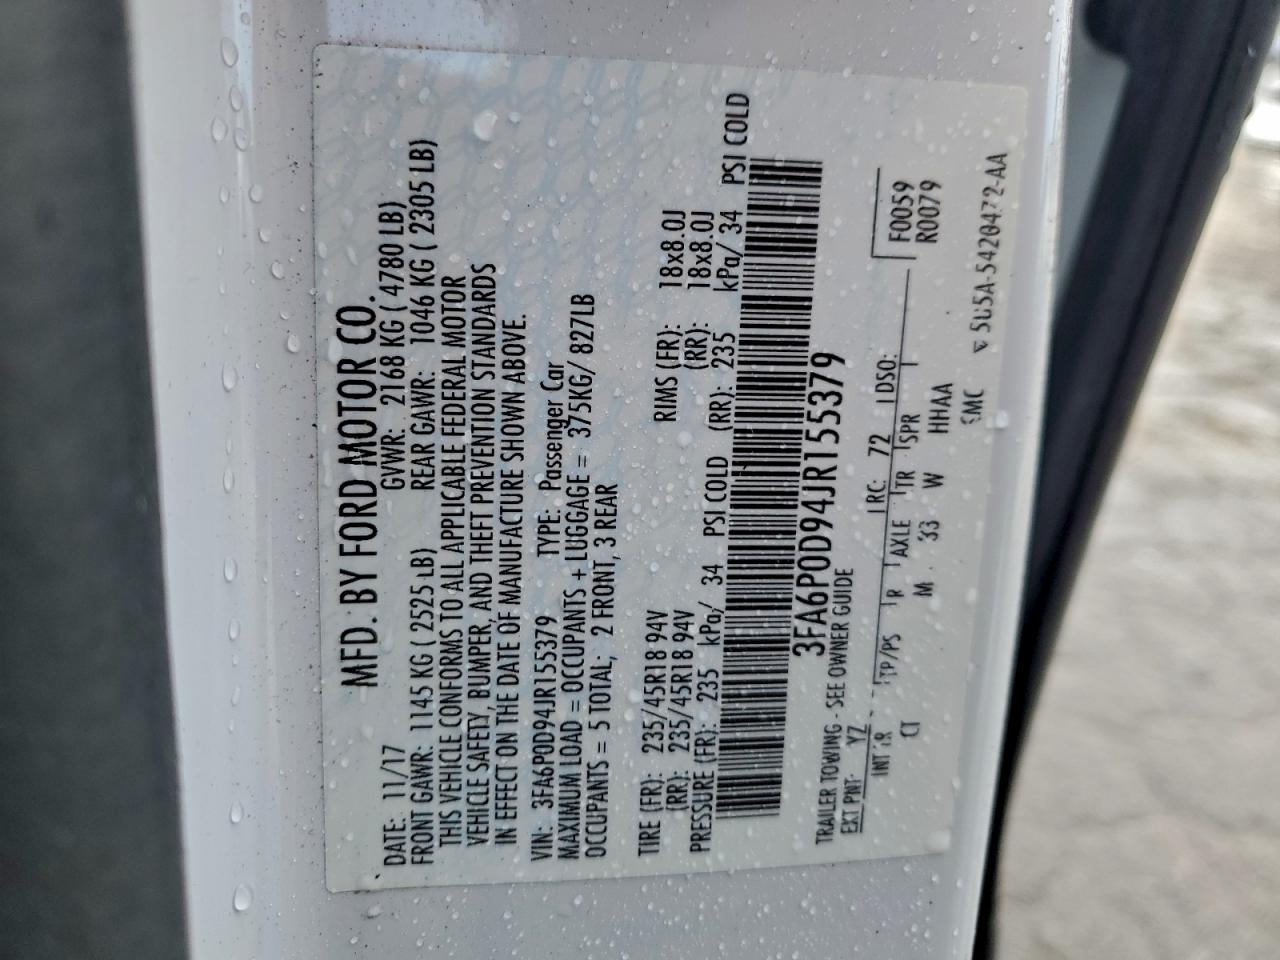 MFD. BY FORD MOTOR CO.
DATE: 11/17 GVWR: 2168 KG ( 4780 LB)
FRONT GAWR: 1145 KG ( 2525 LB) REAR GAWR: 1046 KG ( 2305 LB)
THIS VEHICLE CONFORMS TO ALL APPLICABLE FEDERAL MOTOR
VEHICLE SAFETY, BUMPER, AND THEFT PREVENTION STANDARDS
IN EFFECT ON THE DATE OF MANUFACTURE SHOWN ABOVE.
VIN: 3FA6P0D94JR155379 TYPE: Passenger Car
MAXIMUM LOAD = OCCUPANTS + LUGGAGE = 375KG/ 827LB
OCCUPANTS = 5 TOTAL, 2 FRONT, 3 REAR
TIRE (FR): 235/45R18 94V RIMS (FR): 18x8.0J
(RR): 235/45R18 94V (RR): 18x8.0J
PRESSURE (FR): 235 kPa/ 34 PSI COLD (RR): 235 kPa/ 34 PSI COLD
3FA6P0D94JR155379
TRAILER TOWING - SEE OWNER GUIDE
EXT PNT: YZ RC: 72 DSO: F0059
INT TR TP/PS R AXLE TR SPR R0079
CT M 33 W HHAA
SMC 5U5A-5420472-AA